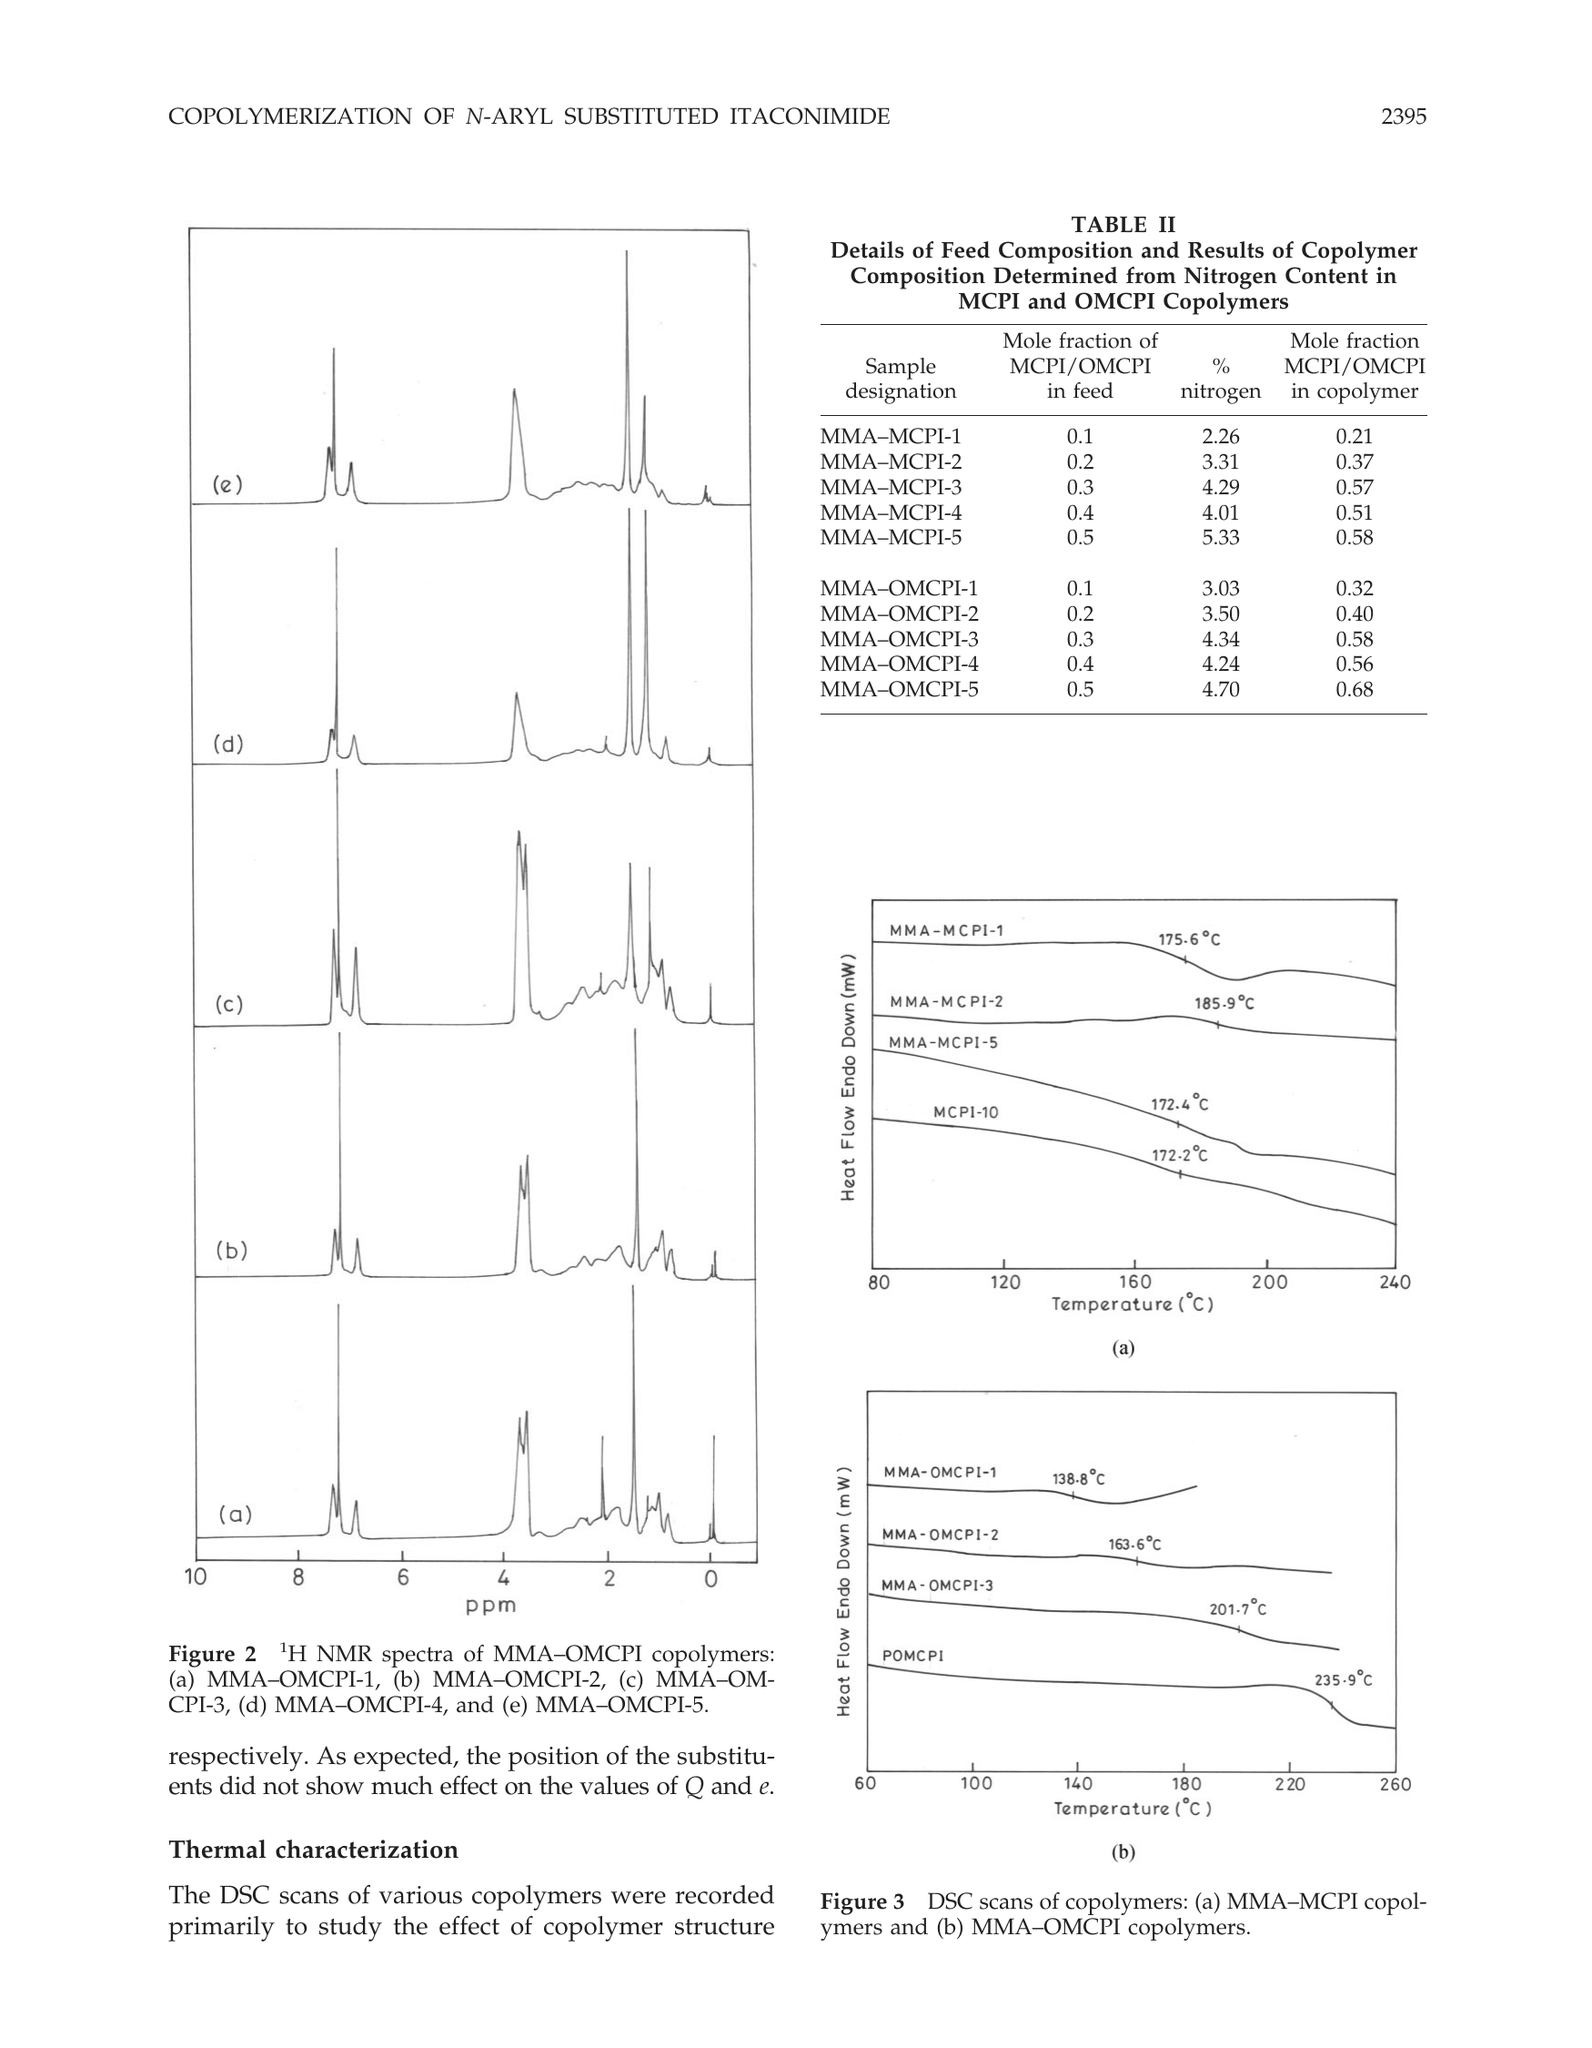 COPOLYMERIZATION OF N-ARYL SUBSTITUTED ITACONIMIDE 2395
(e)
(d)
(c)
(b)
(a)
10 8 6 4 2 0
ppm
Figure 2 ¹H NMR spectra of MMA–OMCPI copolymers:
(a) MMA–OMCPI-1, (b) MMA–OMCPI-2, (c) MMA–OM-
CPI-3, (d) MMA–OMCPI-4, and (e) MMA–OMCPI-5.
respectively. As expected, the position of the substitu-
ents did not show much effect on the values of Q and e.
Thermal characterization
The DSC scans of various copolymers were recorded
primarily to study the effect of copolymer structure
TABLE II
Details of Feed Composition and Results of Copolymer
Composition Determined from Nitrogen Content in
MCPI and OMCPI Copolymers
Mole fraction of Mole fraction
Sample MCPI/OMCPI % MCPI/OMCPI
designation in feed nitrogen in copolymer
MMA–MCPI-1 0.1 2.26 0.21
MMA–MCPI-2 0.2 3.31 0.37
MMA–MCPI-3 0.3 4.29 0.57
MMA–MCPI-4 0.4 4.01 0.51
MMA–MCPI-5 0.5 5.33 0.58
MMA–OMCPI-1 0.1 3.03 0.32
MMA–OMCPI-2 0.2 3.50 0.40
MMA–OMCPI-3 0.3 4.34 0.58
MMA–OMCPI-4 0.4 4.24 0.56
MMA–OMCPI-5 0.5 4.70 0.68
Heat Flow Endo Down (mW)
MMA-MCPI-1
175.6°C
MMA-MCPI-2 185.9°C
MMA-MCPI-5
172.4°C
MCPI-10
172.2°C
80 120 160 200 240
Temperature (°C)
(a)
Heat Flow Endo Down (mW)
MMA-OMCPI-1 138.8°C
MMA-OMCPI-2 163.6°C
MMA-OMCPI-3
201.7°C
POMCPI
235.9°C
60 100 140 180 220 260
Temperature (°C)
(b)
Figure 3 DSC scans of copolymers: (a) MMA–MCPI copol-
ymers and (b) MMA–OMCPI copolymers.